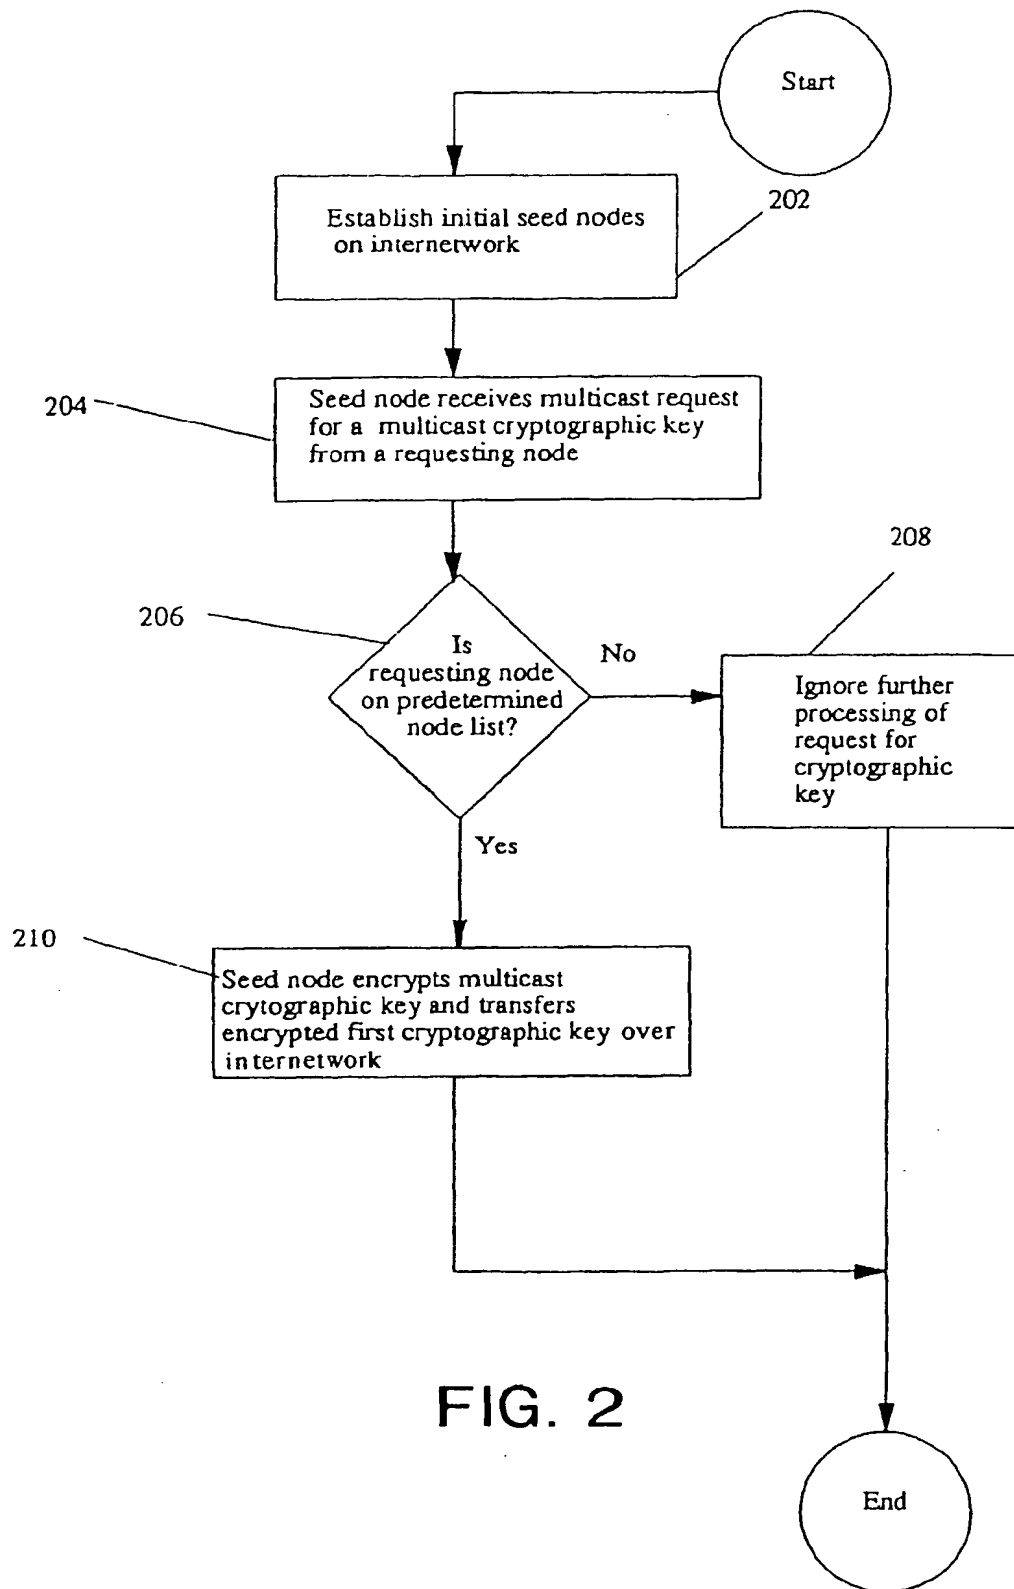 Start
Establish initial seed nodes
on internetwork
202
204
Seed node receives multicast request
for a multicast cryptographic key
from a requesting node
206
Is
requesting node
on predetermined
node list?
No
208
Ignore further
processing of
request for
cryptographic
key
Yes
210
Seed node encrypts multicast
crytographic key and transfers
encrypted first cryptographic key over
internetwork
FIG. 2
End